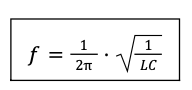 f = 1/2π · √(1/LC)